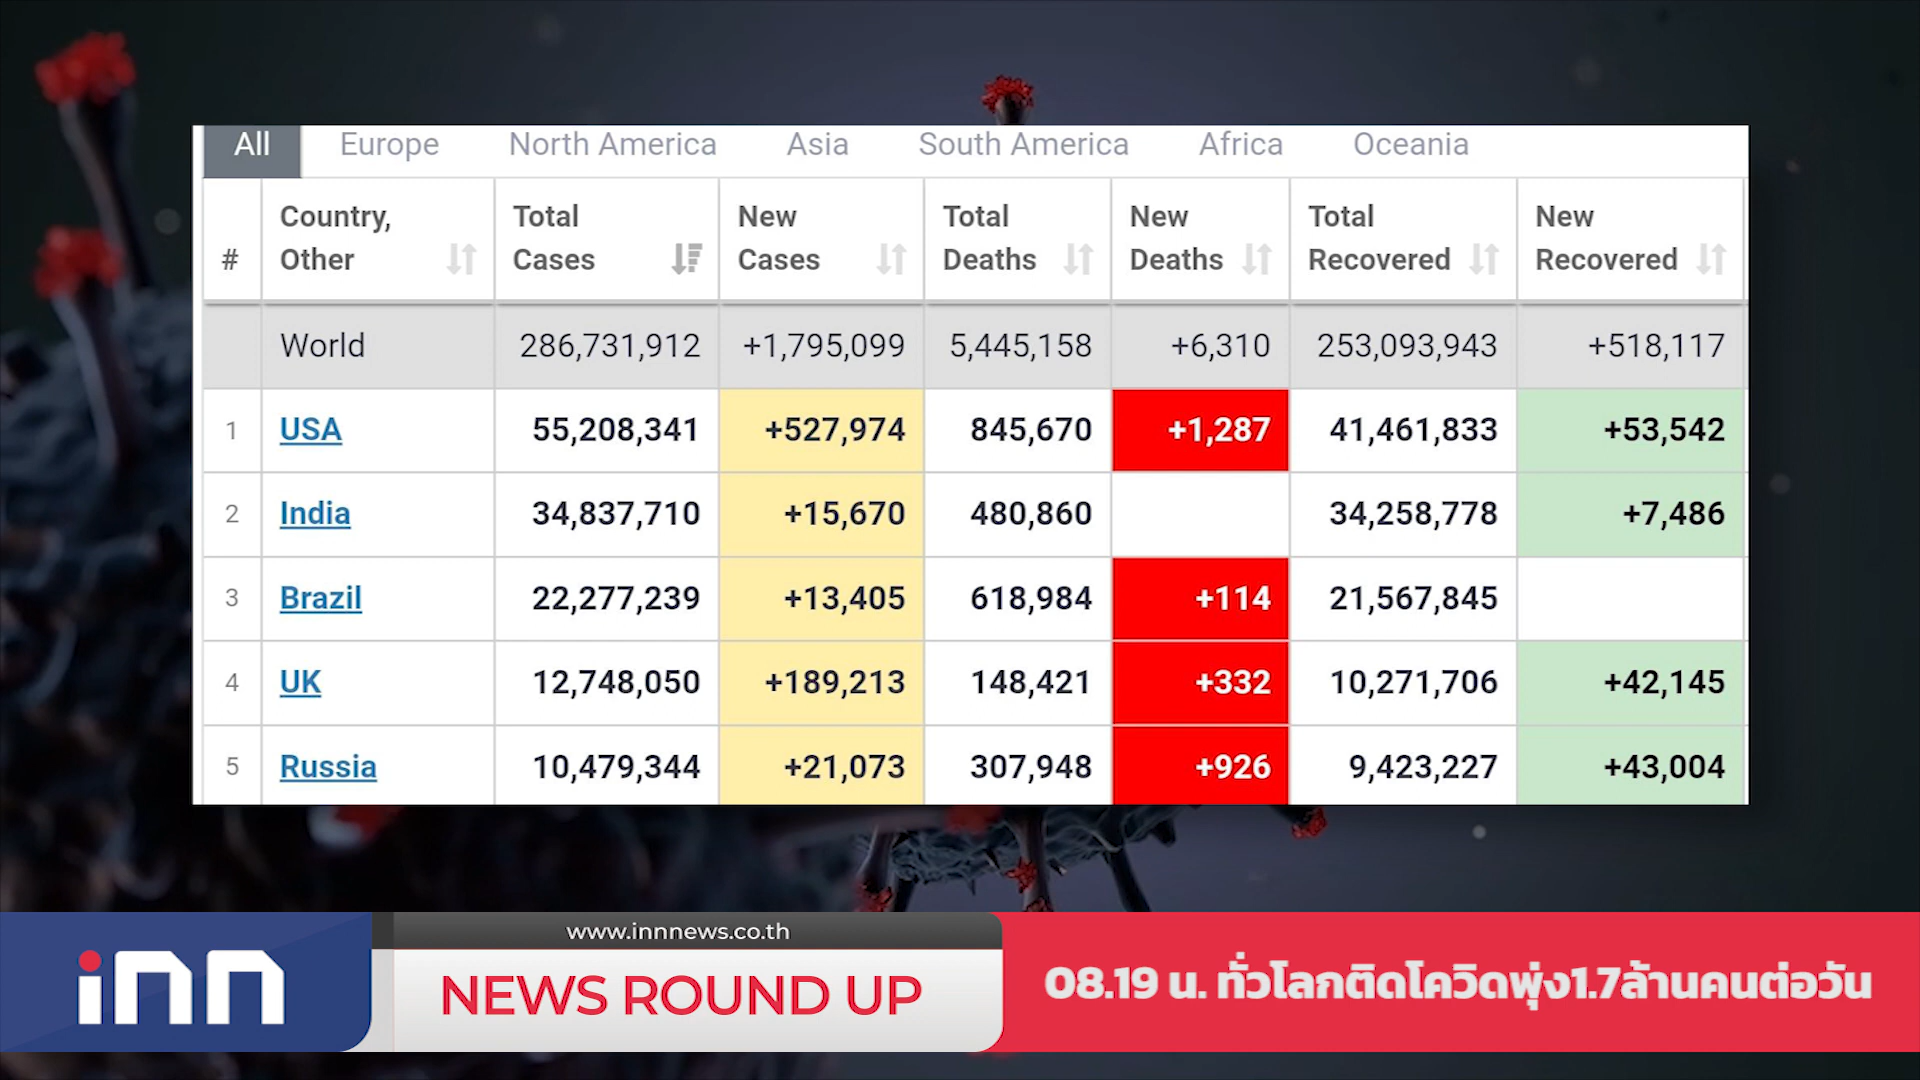 All Europe North America Asia South America Africa Oceania
# Country, Other Total Cases New Cases Total Deaths New Deaths Total Recovered New Recovered
World 286,731,912 +1,795,099 5,445,158 +6,310 253,093,943 +518,117
1 USA 55,208,341 +527,974 845,670 +1,287 41,461,833 +53,542
2 India 34,837,710 +15,670 480,860 34,258,778 +7,486
3 Brazil 22,277,239 +13,405 618,984 +114 21,567,845
4 UK 12,748,050 +189,213 148,421 +332 10,271,706 +42,145
5 Russia 10,479,344 +21,073 307,948 +926 9,423,227 +43,004
inn
www.innnews.co.th
NEWS ROUND UP
08.19 น. ทั่วโลกติดโควิดพุ่ง1.7ล้านคนต่อวัน